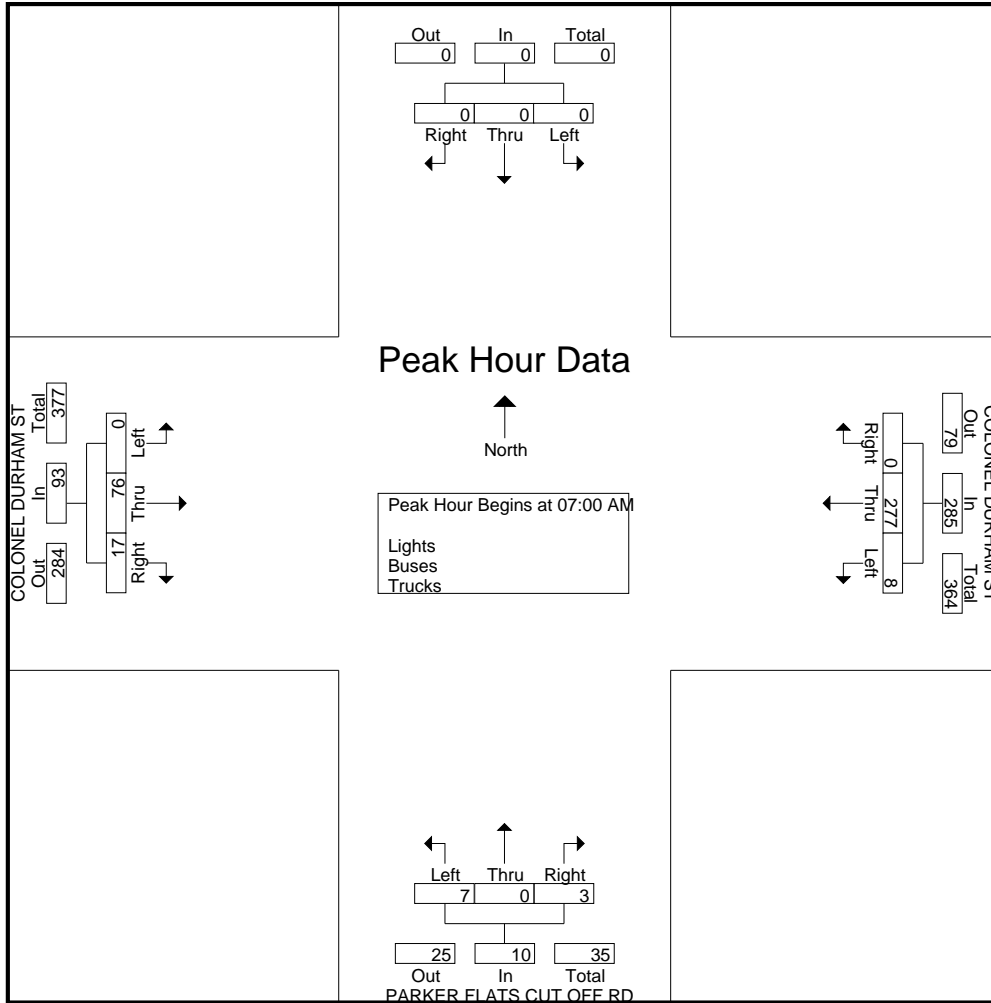 Out In Total
0 0 0
0 0 0
Right Thru Left
Peak Hour Data
North
Peak Hour Begins at 07:00 AM
Lights
Buses
Trucks
COLONEL DURHAM ST
Out In Total
284 93 377
0 76 17
Left Thru Right
COLONEL DURHAM ST
Out In Total
79 285 364
0 277 8
Right Thru Left
Left Thru Right
7 0 3
25 10 35
Out In Total
PARKER FLATS CUT OFF RD